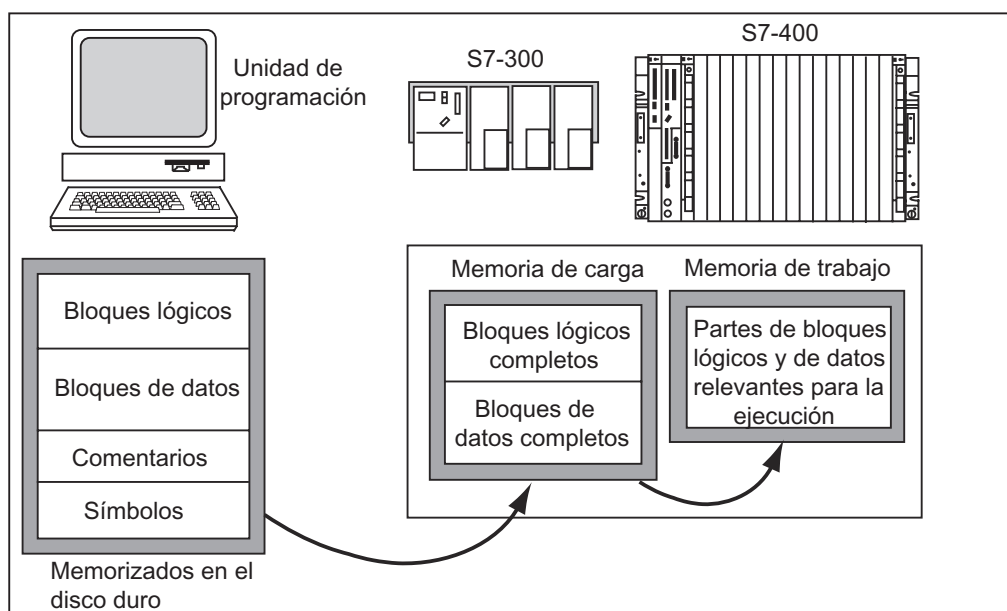 Unidad de
programación
S7-300
S7-400
Bloques lógicos
Bloques de datos
Comentarios
Símbolos
Memorizados en el
disco duro
Memoria de carga
Bloques lógicos
completos
Bloques de
datos completos
Memoria de trabajo
Partes de bloques
lógicos y de datos
relevantes para la
ejecución